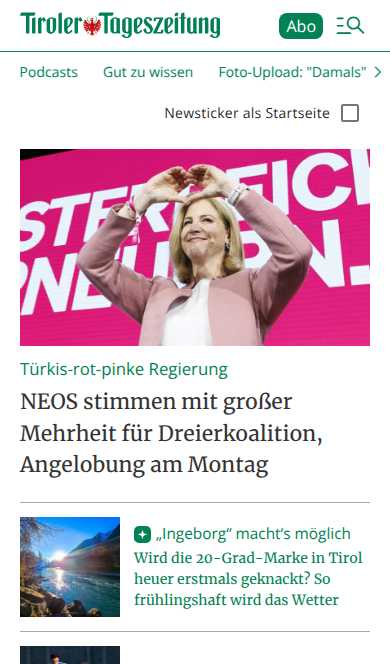 Tiroler Tageszeitung
Abo
Podcasts Gut zu wissen Foto-Upload: "Damals"
Newsticker als Startseite
Türkis-rot-pinke Regierung
NEOS stimmen mit großer
Mehrheit für Dreierkoalition,
Angelobung am Montag
„Ingeborg“ macht’s möglich
Wird die 20-Grad-Marke in Tirol
heuer erstmals geknackt? So
frühlingshaft wird das Wetter